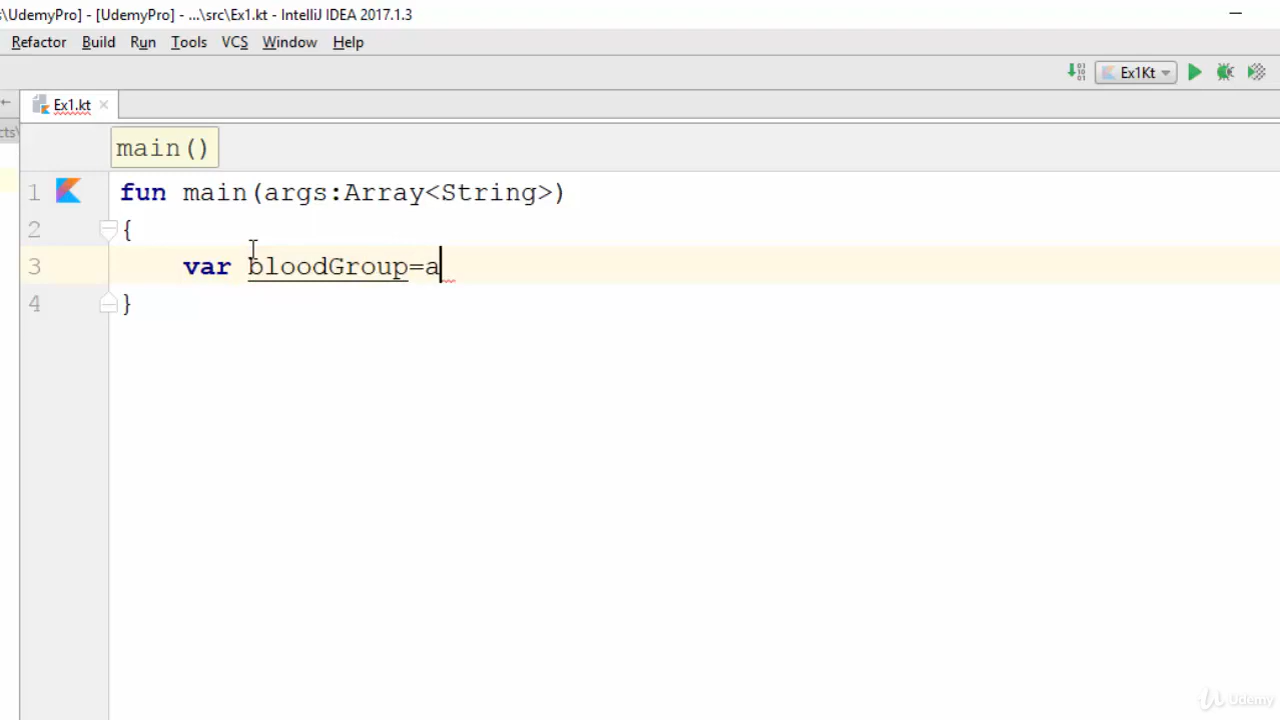 s\UdemyPro] - [UdemyPro] - ...\src\Ex1.kt - IntelliJ IDEA 2017.1.3
Refactor Build Run Tools VCS Window Help
Ex1Kt
Ex1.kt
cts\
main()
1 fun main(args:Array<String>)
2 {
3 var bloodGroup=a
4 }
Udemy